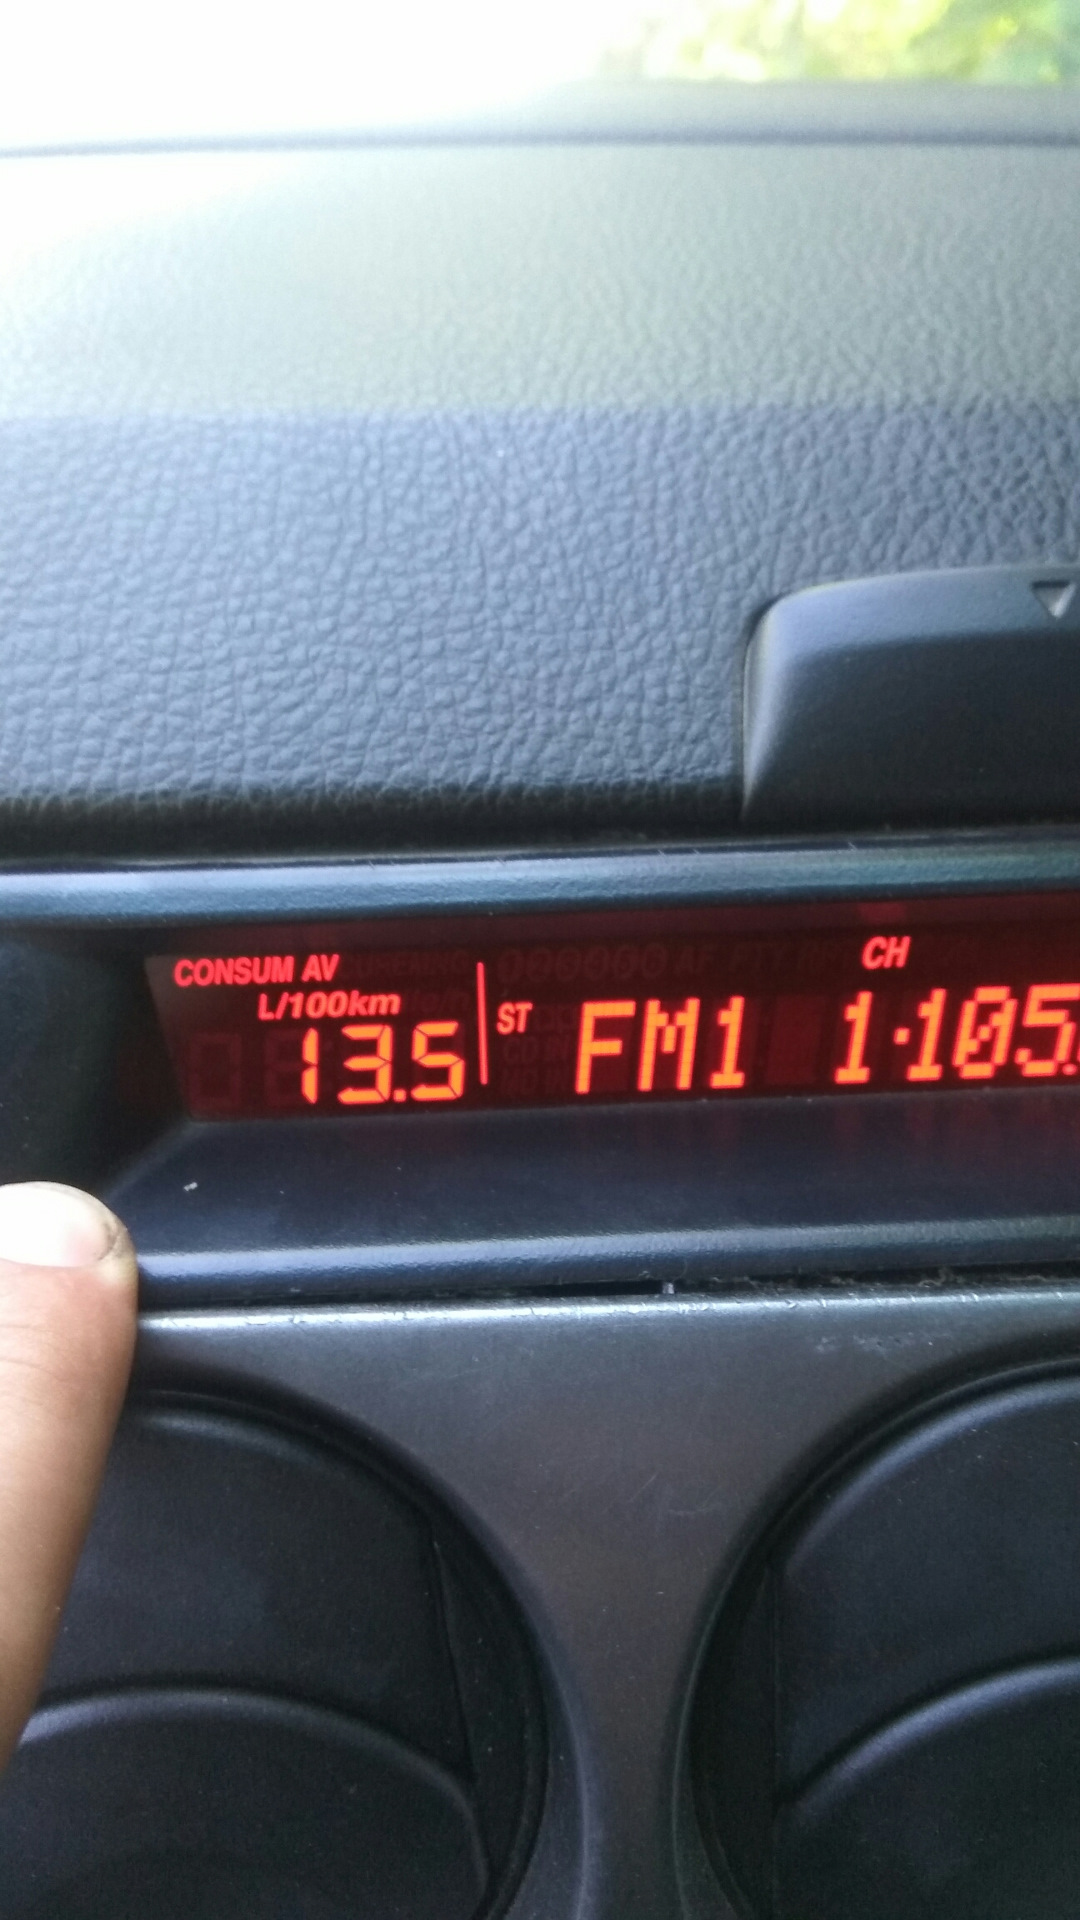 CONSUM AV
L/100km
13.5
ST FM1
CH
1·105.